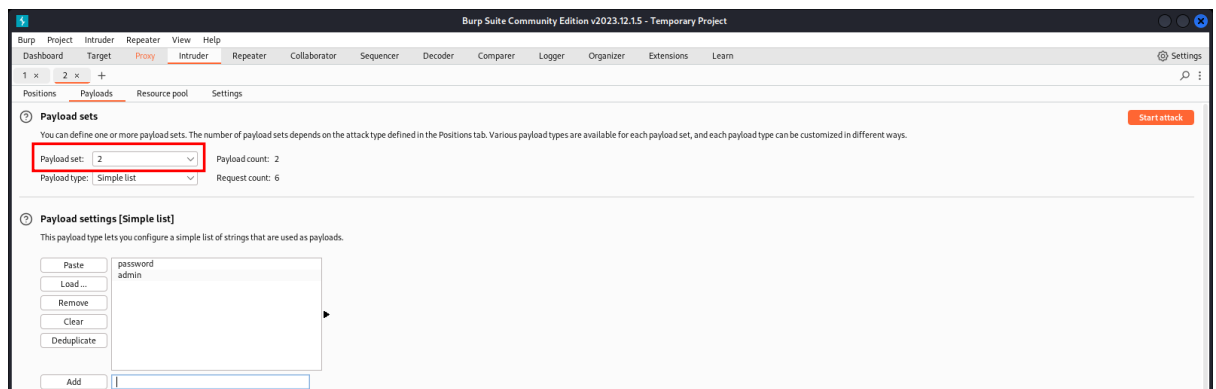 Burp Suite Community Edition v2023.12.1.5 - Temporary Project
Burp Project Intruder Repeater View Help
Dashboard Target Proxy Intruder Repeater Collaborator Sequencer Decoder Comparer Logger Organizer Extensions Learn Settings
1 × 2 × +
Positions Payloads Resource pool Settings
? Payload sets Start attack
You can define one or more payload sets. The number of payload sets depends on the attack type defined in the Positions tab. Various payload types are available for each payload set, and each payload type can be customized in different ways.
Payload set: 2 Payload count: 2
Payload type: Simple list Request count: 6
? Payload settings [Simple list]
This payload type lets you configure a simple list of strings that are used as payloads.
Paste password
admin
Load ...
Remove
Clear
Deduplicate
Add